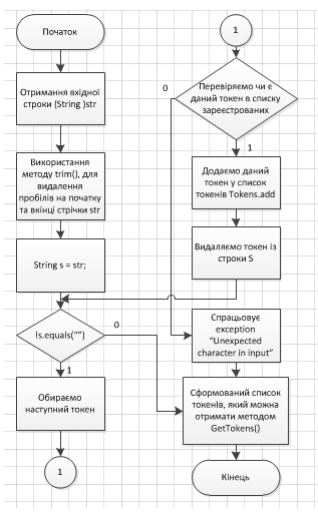 Початок
Отримання вхідної
строки (String )str
Використання
методу trim(), для
видалення
пробілів на початку
та вкінці стрічки str
String s = str;
!s.equals(“”)
0
1
Обираємо
наступний токен
1
1
Перевіряємо чи є
даний токен в списку
зареєстрованих
0
1
Додаємо даний
токен у список
токенів Tokens.add
Видаляємо токен із
строки S
Спрацьовує
exception
“Unexpected
character in input”
Сформований список
токенів, який можна
отримати методом
GetTokens()
Кінець